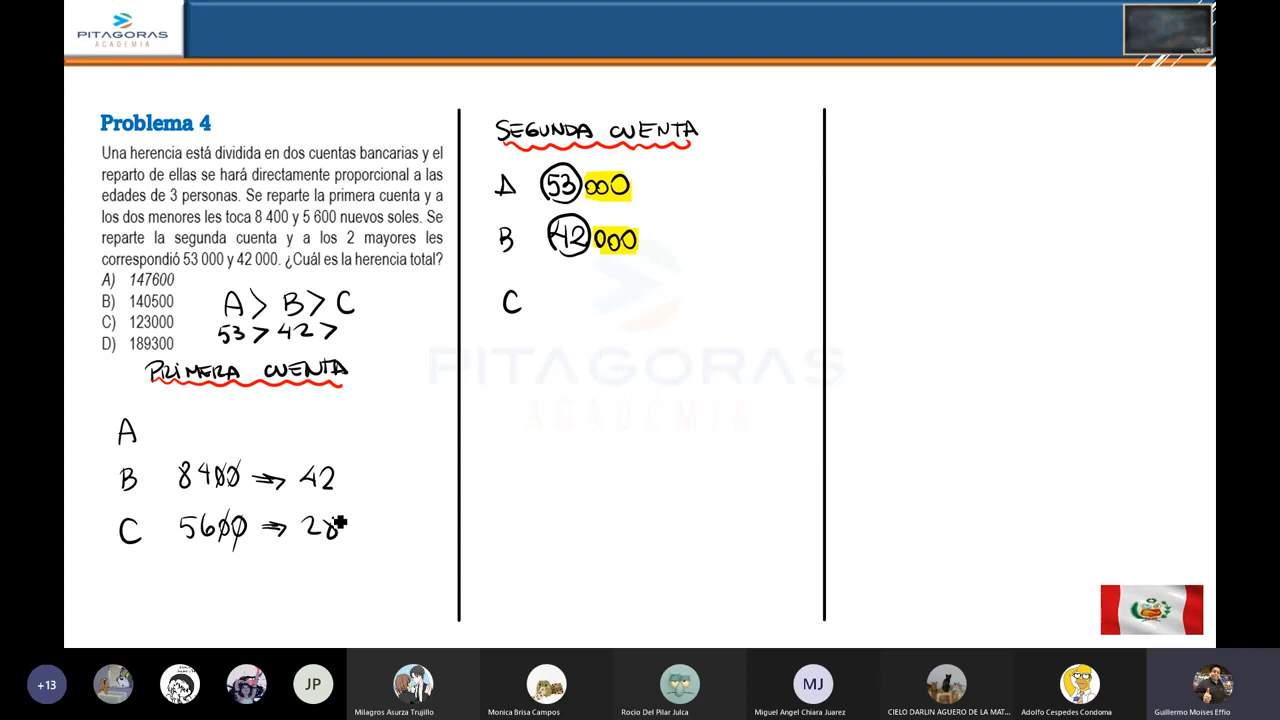 PITAGORAS
ACADEMIA
Problema 4
Una herencia está dividida en dos cuentas bancarias y el
reparto de ellas se hará directamente proporcional a las
edades de 3 personas. Se reparte la primera cuenta y a
los dos menores les toca 8 400 y 5 600 nuevos soles. Se
reparte la segunda cuenta y a los 2 mayores les
correspondió 53 000 y 42 000. ¿Cuál es la herencia total?
A) 147600
B) 140500
C) 123000
D) 189300
A > B > C
53 > 42 >
PRIMERA CUENTA
A
B 8400 ⇒ 42
C 5600 ⇒ 28
SEGUNDA CUENTA
A 53000
B 42000
C
PITAGORAS
ACADEMIA
+13
JP
MJ
Milagros Asurza Trujillo
Monica Brisa Campos
Rocio Del Pilar Julca
Miguel Angel Chiara Juarez
CIELO DARLIN AGUERO DE LA MAT...
Adolfo Cespedes Condoma
Guillermo Moises Effio